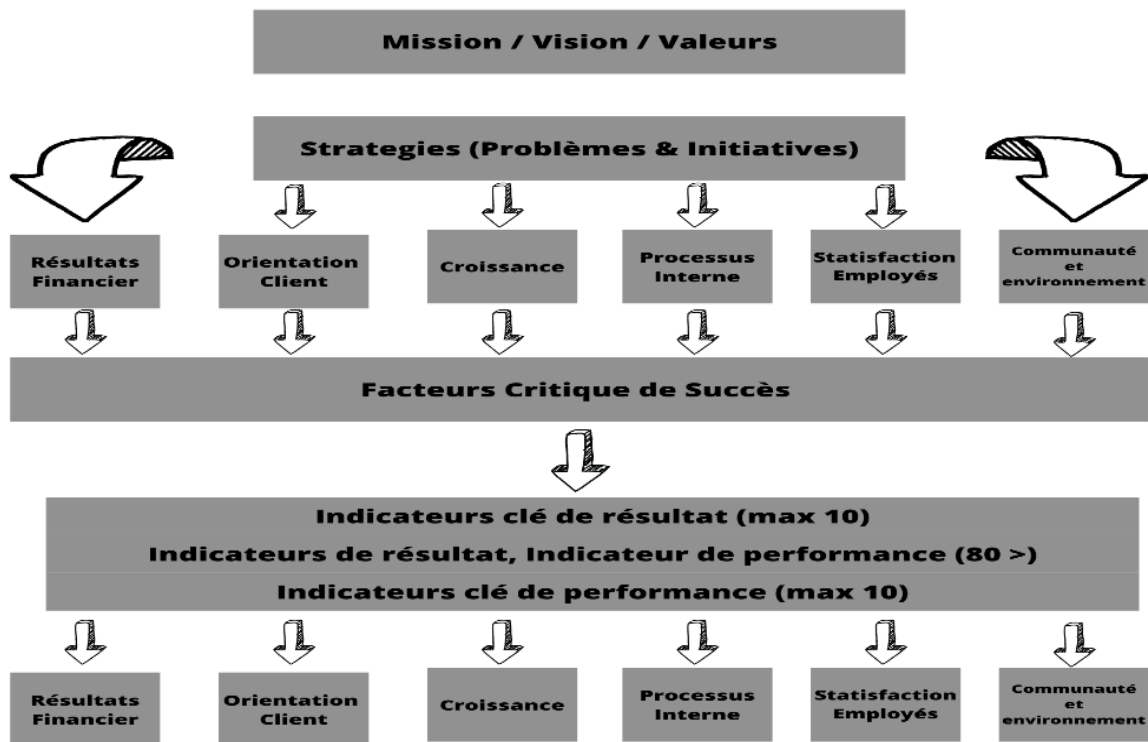 Mission / Vision / Valeurs
Strategies (Problèmes & Initiatives)
Résultats
Financier
Orientation
Client
Croissance
Processus
Interne
Statisfaction
Employés
Communauté
et
environnement
Facteurs Critique de Succès
Indicateurs clé de résultat (max 10)
Indicateurs de résultat, Indicateur de performance (80 >)
Indicateurs clé de performance (max 10)
Résultats
Financier
Orientation
Client
Croissance
Processus
Interne
Statisfaction
Employés
Communauté
et
environnement